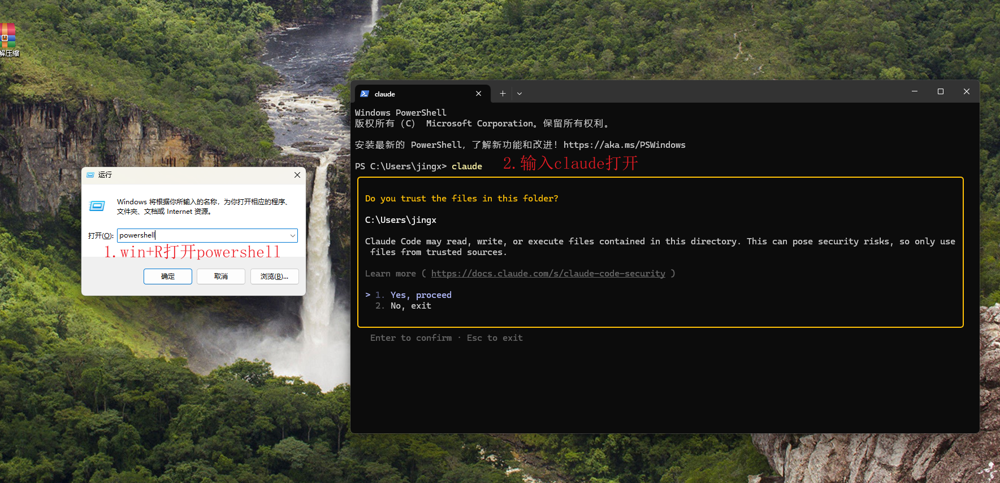 解压缩
运行
Windows 将根据你所输入的名称，为你打开相应的程序、
文件夹、文档或 Internet 资源。
打开(O): powershell
1.win+R打开powershell
确定 取消 浏览(B)...
claude
Windows PowerShell
版权所有 (C) Microsoft Corporation。保留所有权利。
安装最新的 PowerShell，了解新功能和改进！https://aka.ms/PSWindows
PS C:\Users\jingx> claude
2.输入claude打开
Do you trust the files in this folder?
C:\Users\jingx
Claude Code may read, write, or execute files contained in this directory. This can pose security risks, so only use
files from trusted sources.
Learn more ( https://docs.claude.com/s/claude-code-security )
> 1. Yes, proceed
2. No, exit
Enter to confirm · Esc to exit